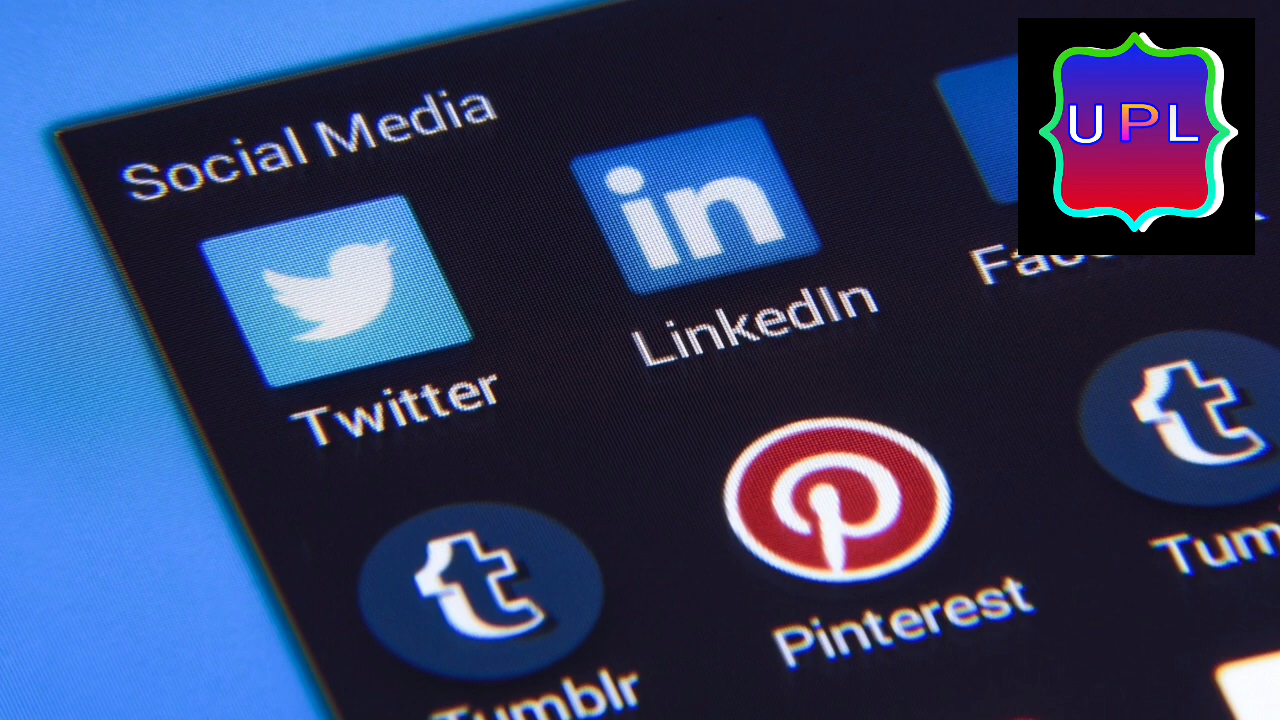 Social Media
UPL
in
Twitter
LinkedIn
t
t
Pinterest
Tumblr